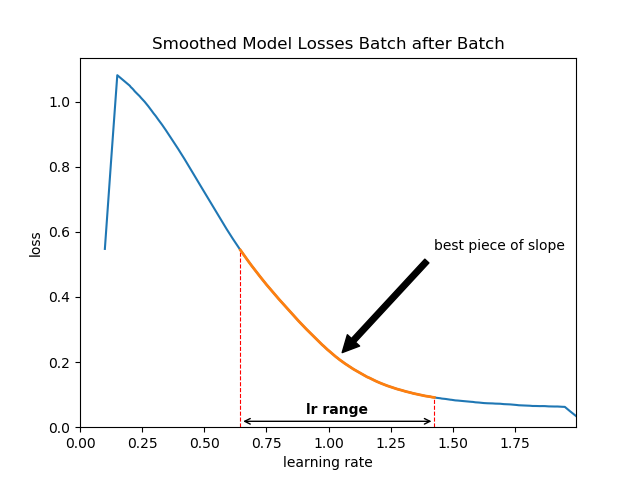 Smoothed Model Losses Batch after Batch
1.0
0.8
0.6
0.4
0.2
0.0
loss
best piece of slope
lr range
0.00 0.25 0.50 0.75 1.00 1.25 1.50 1.75
learning rate